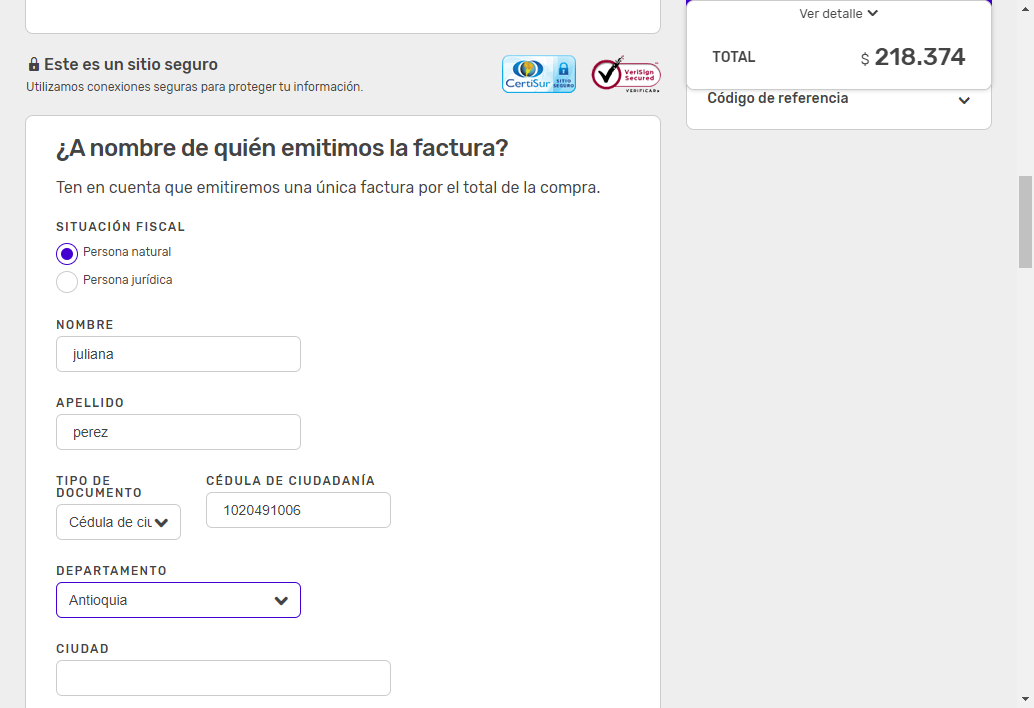 Ver detalle
TOTAL
$ 218.374
Código de referencia
Este es un sitio seguro
Utilizamos conexiones seguras para proteger tu información.
CertiSur
SITIO SEGURO
VeriSign
Secured
VERIFICAR
¿A nombre de quién emitimos la factura?
Ten en cuenta que emitiremos una única factura por el total de la compra.
SITUACIÓN FISCAL
Persona natural
Persona jurídica
NOMBRE
juliana
APELLIDO
perez
TIPO DE
DOCUMENTO
Cédula de ciu
CÉDULA DE CIUDADANÍA
1020491006
DEPARTAMENTO
Antioquia
CIUDAD